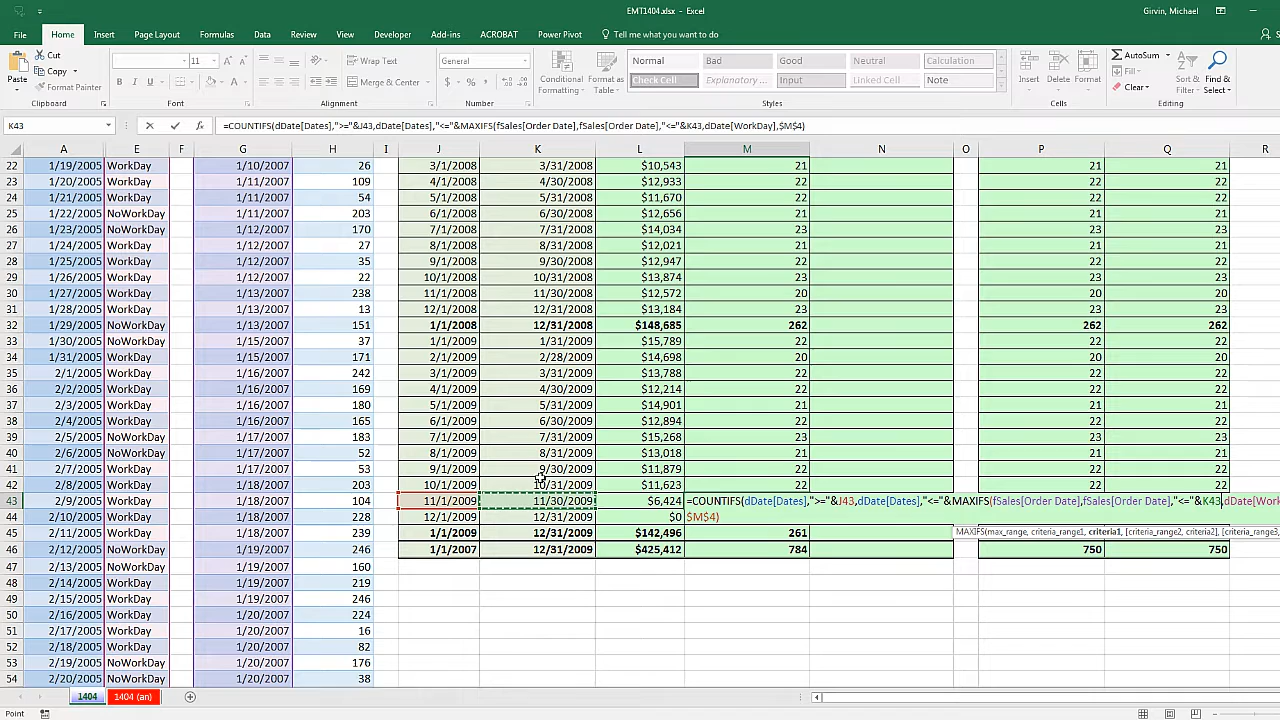 EMT1404.xlsx - Excel
Girvin, Michael
File Home Insert Page Layout Formulas Data Review View Developer Add-ins ACROBAT Power Pivot Tell me what you want to do
Paste Cut Copy Format Painter
Clipboard
11 A A B I U
Font
Wrap Merge & Center
Alignment
General $ % ,
Number
Conditional Formatting Format as Table
Normal Bad Good Neutral Calculation
Check Cell Explanatory ... Input Linked Cell Note
Styles
Insert Delete Format
Cells
AutoSum Fill Clear Sort & Find & Select
Editing
K43 fx =COUNTIFS(dDate[Dates],">="&J43,dDate[Dates],"<="&MAXIFS(fSales[Order Date],fSales[Order Date],"<="&K43,dDate[WorkDay],$M$4)
A E F G H I J K L M N O P Q R
22 1/19/2005 WorkDay 1/10/2007 26 3/1/2008 3/31/2008 $10,543 21 21 21
23 1/20/2005 WorkDay 1/11/2007 109 4/1/2008 4/30/2008 $12,933 22 22 22
24 1/21/2005 WorkDay 1/11/2007 54 5/1/2008 5/31/2008 $11,670 22 22 22
25 1/22/2005 NoWorkDay 1/11/2007 203 6/1/2008 6/30/2008 $12,656 21 21 21
26 1/23/2005 NoWorkDay 1/12/2007 170 7/1/2008 7/31/2008 $14,034 23 23 23
27 1/24/2005 WorkDay 1/12/2007 27 8/1/2008 8/31/2008 $12,021 21 21 21
28 1/25/2005 WorkDay 1/12/2007 35 9/1/2008 9/30/2008 $12,947 22 22 22
29 1/26/2005 WorkDay 1/12/2007 22 10/1/2008 10/31/2008 $13,874 23 23 23
30 1/27/2005 WorkDay 1/13/2007 238 11/1/2008 11/30/2008 $12,572 20 20 20
31 1/28/2005 WorkDay 1/13/2007 13 12/1/2008 12/31/2008 $13,184 23 23 23
32 1/29/2005 NoWorkDay 1/13/2007 151 1/1/2008 12/31/2008 $148,685 262 262 262
33 1/30/2005 NoWorkDay 1/15/2007 37 1/1/2009 1/31/2009 $15,789 22 22 22
34 1/31/2005 WorkDay 1/15/2007 171 2/1/2009 2/28/2009 $14,698 20 20 20
35 2/1/2005 WorkDay 1/16/2007 242 3/1/2009 3/31/2009 $13,788 22 22 22
36 2/2/2005 WorkDay 1/16/2007 169 4/1/2009 4/30/2009 $12,214 22 22 22
37 2/3/2005 WorkDay 1/16/2007 180 5/1/2009 5/31/2009 $14,901 21 21 21
38 2/4/2005 WorkDay 1/16/2007 165 6/1/2009 6/30/2009 $12,894 22 22 22
39 2/5/2005 NoWorkDay 1/17/2007 183 7/1/2009 7/31/2009 $15,268 23 23 23
40 2/6/2005 NoWorkDay 1/17/2007 52 8/1/2009 8/31/2009 $13,018 21 21 21
41 2/7/2005 WorkDay 1/17/2007 53 9/1/2009 9/30/2009 $11,879 22 22 22
42 2/8/2005 WorkDay 1/18/2007 203 10/1/2009 10/31/2009 $11,623 22 22 22
43 2/9/2005 WorkDay 1/18/2007 104 11/1/2009 11/30/2009 $6,424 =COUNTIFS(dDate[Dates],">="&J43,dDate[Dates],"<="&MAXIFS(fSales[Order Date],fSales[Order Date],"<="&K43,dDate[Work
44 2/10/2005 WorkDay 1/18/2007 228 12/1/2009 12/31/2009 $0 $M$4)
45 2/11/2005 WorkDay 1/18/2007 239 1/1/2009 12/31/2009 $142,496 261
MAXIFS(max_range, criteria_range1, criteria1, [criteria_range2, criteria2], [criteria_range3,
46 2/12/2005 NoWorkDay 1/15/2007 246 1/1/2007 12/31/2009 $425,412 784 750 750
47 2/13/2005 NoWorkDay 1/19/2007 160
48 2/14/2005 WorkDay 1/19/2007 219
49 2/15/2005 WorkDay 1/19/2007 246
50 2/16/2005 WorkDay 1/20/2007 224
51 2/17/2005 WorkDay 1/20/2007 16
52 2/18/2005 WorkDay 1/20/2007 82
53 2/19/2005 NoWorkDay 1/20/2007 176
54 2/20/2005 NoWorkDay 1/20/2007 38
1404 1404 (an)
Point